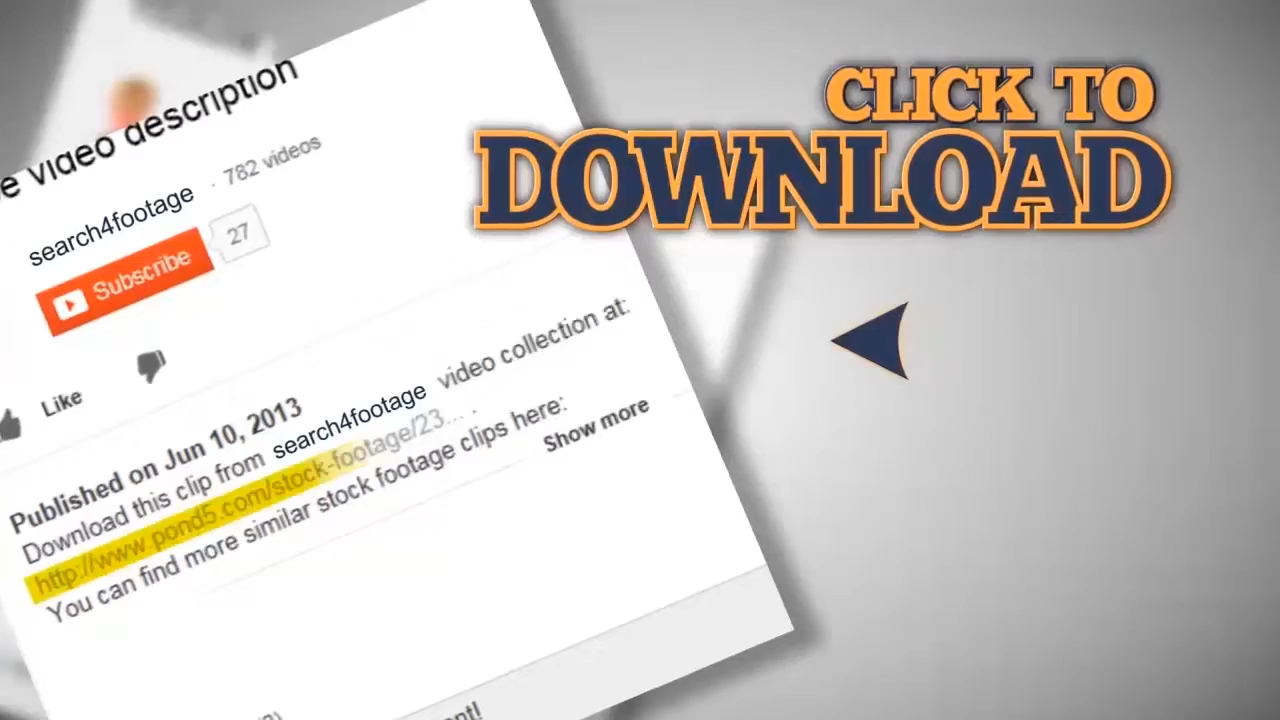 e video description
search4footage · 782 videos
Subscribe 27
Like
Published on Jun 10, 2013
Download this clip from search4footage video collection at:
http://www.pond5.com/stock-footage/23... .
You can find more similar stock footage clips here:
Show more
CLICK TO
DOWNLOAD